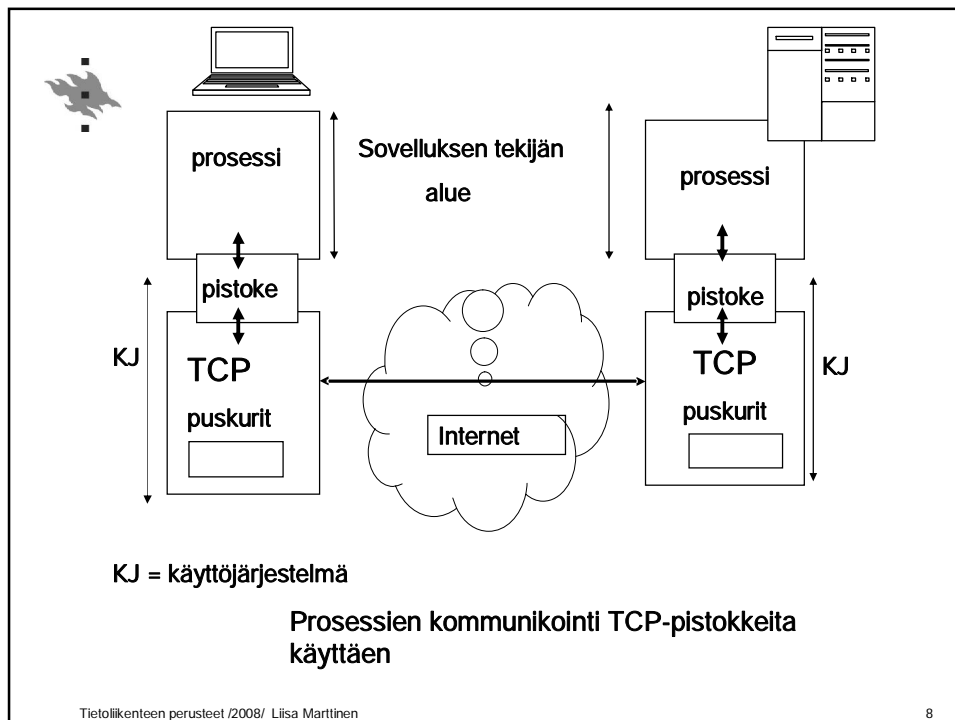 prosessi
Sovelluksen tekijän
alue
prosessi
pistoke
pistoke
KJ
TCP
puskurit
Internet
TCP
puskurit
KJ
KJ = käyttöjärjestelmä
Prosessien kommunikointi TCP-pistokkeita
käyttäen
Tietoliikenteen perusteet /2008/ Liisa Marttinen
8